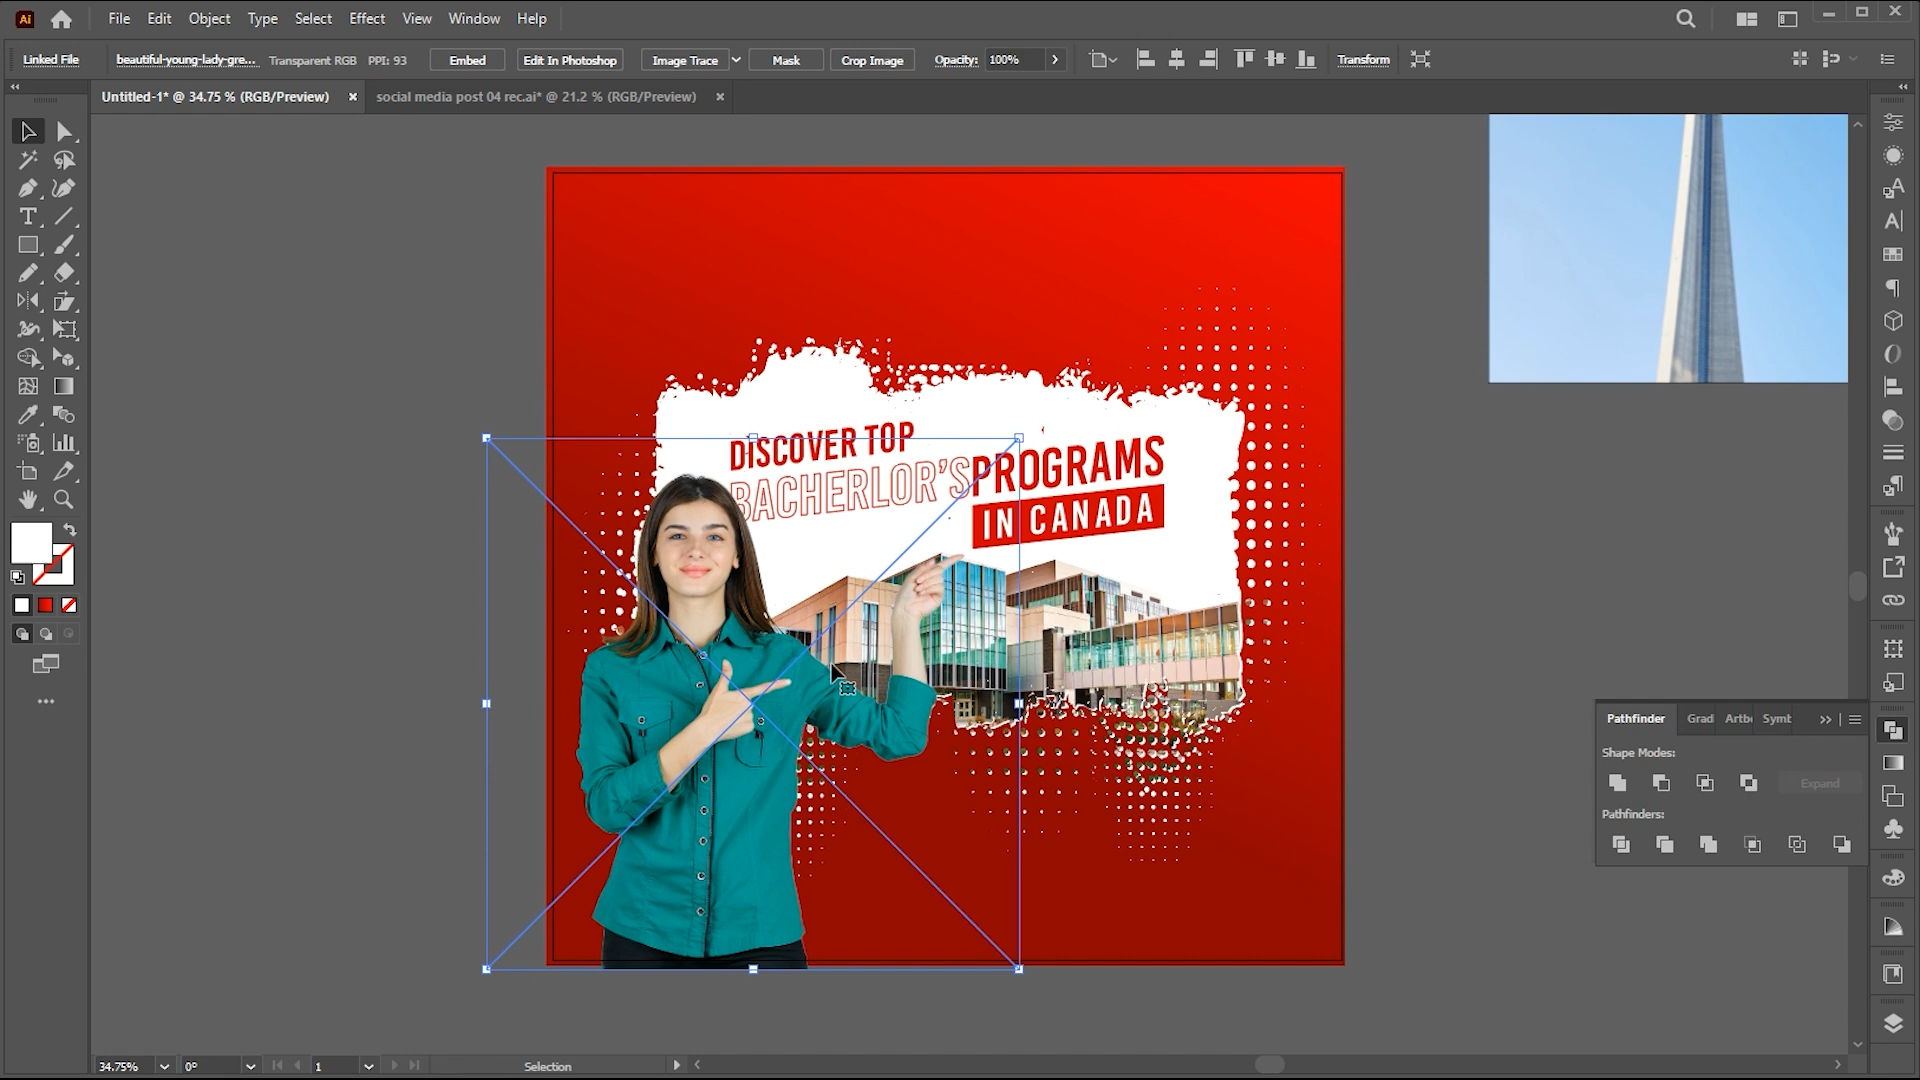 Ai File Edit Object Type Select Effect View Window Help
Linked File beautiful-young-lady-gre... Transparent RGB PPI: 93 Embed Edit In Photoshop Image Trace Mask Crop Image Opacity: 100% Transform
Untitled-1* @ 34.75 % (RGB/Preview) × social media post 04 rec.ai* @ 21.2 % (RGB/Preview) ×
DISCOVER TOP
BACHERLOR'S PROGRAMS
IN CANADA
Pathfinder Grad Artb Symt
Shape Modes:
Expand
Pathfinders:
34.75% 0° 1 Selection